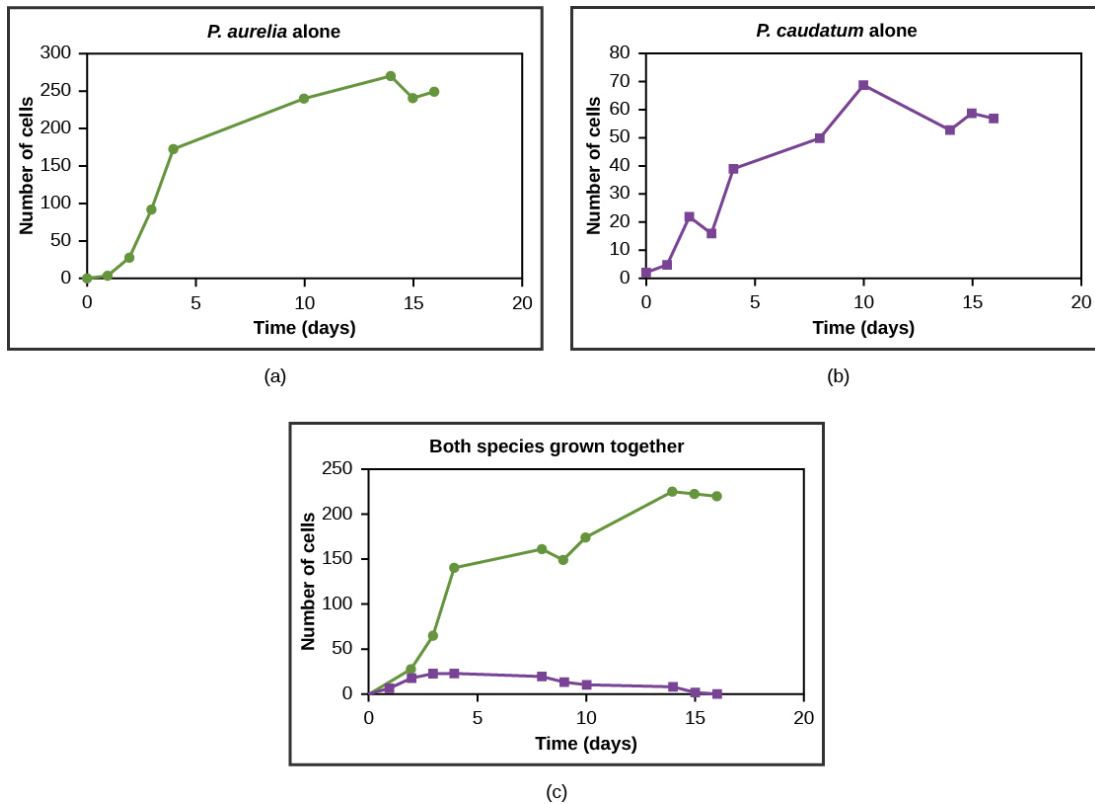 P. aurelia alone
300
250
200
150
100
50
0
0 5 10 15 20
Number of cells
Time (days)
(a)
P. caudatum alone
80
70
60
50
40
30
20
10
0
0 5 10 15 20
Number of cells
Time (days)
(b)
Both species grown together
250
200
150
100
50
0
0 5 10 15 20
Number of cells
Time (days)
(c)